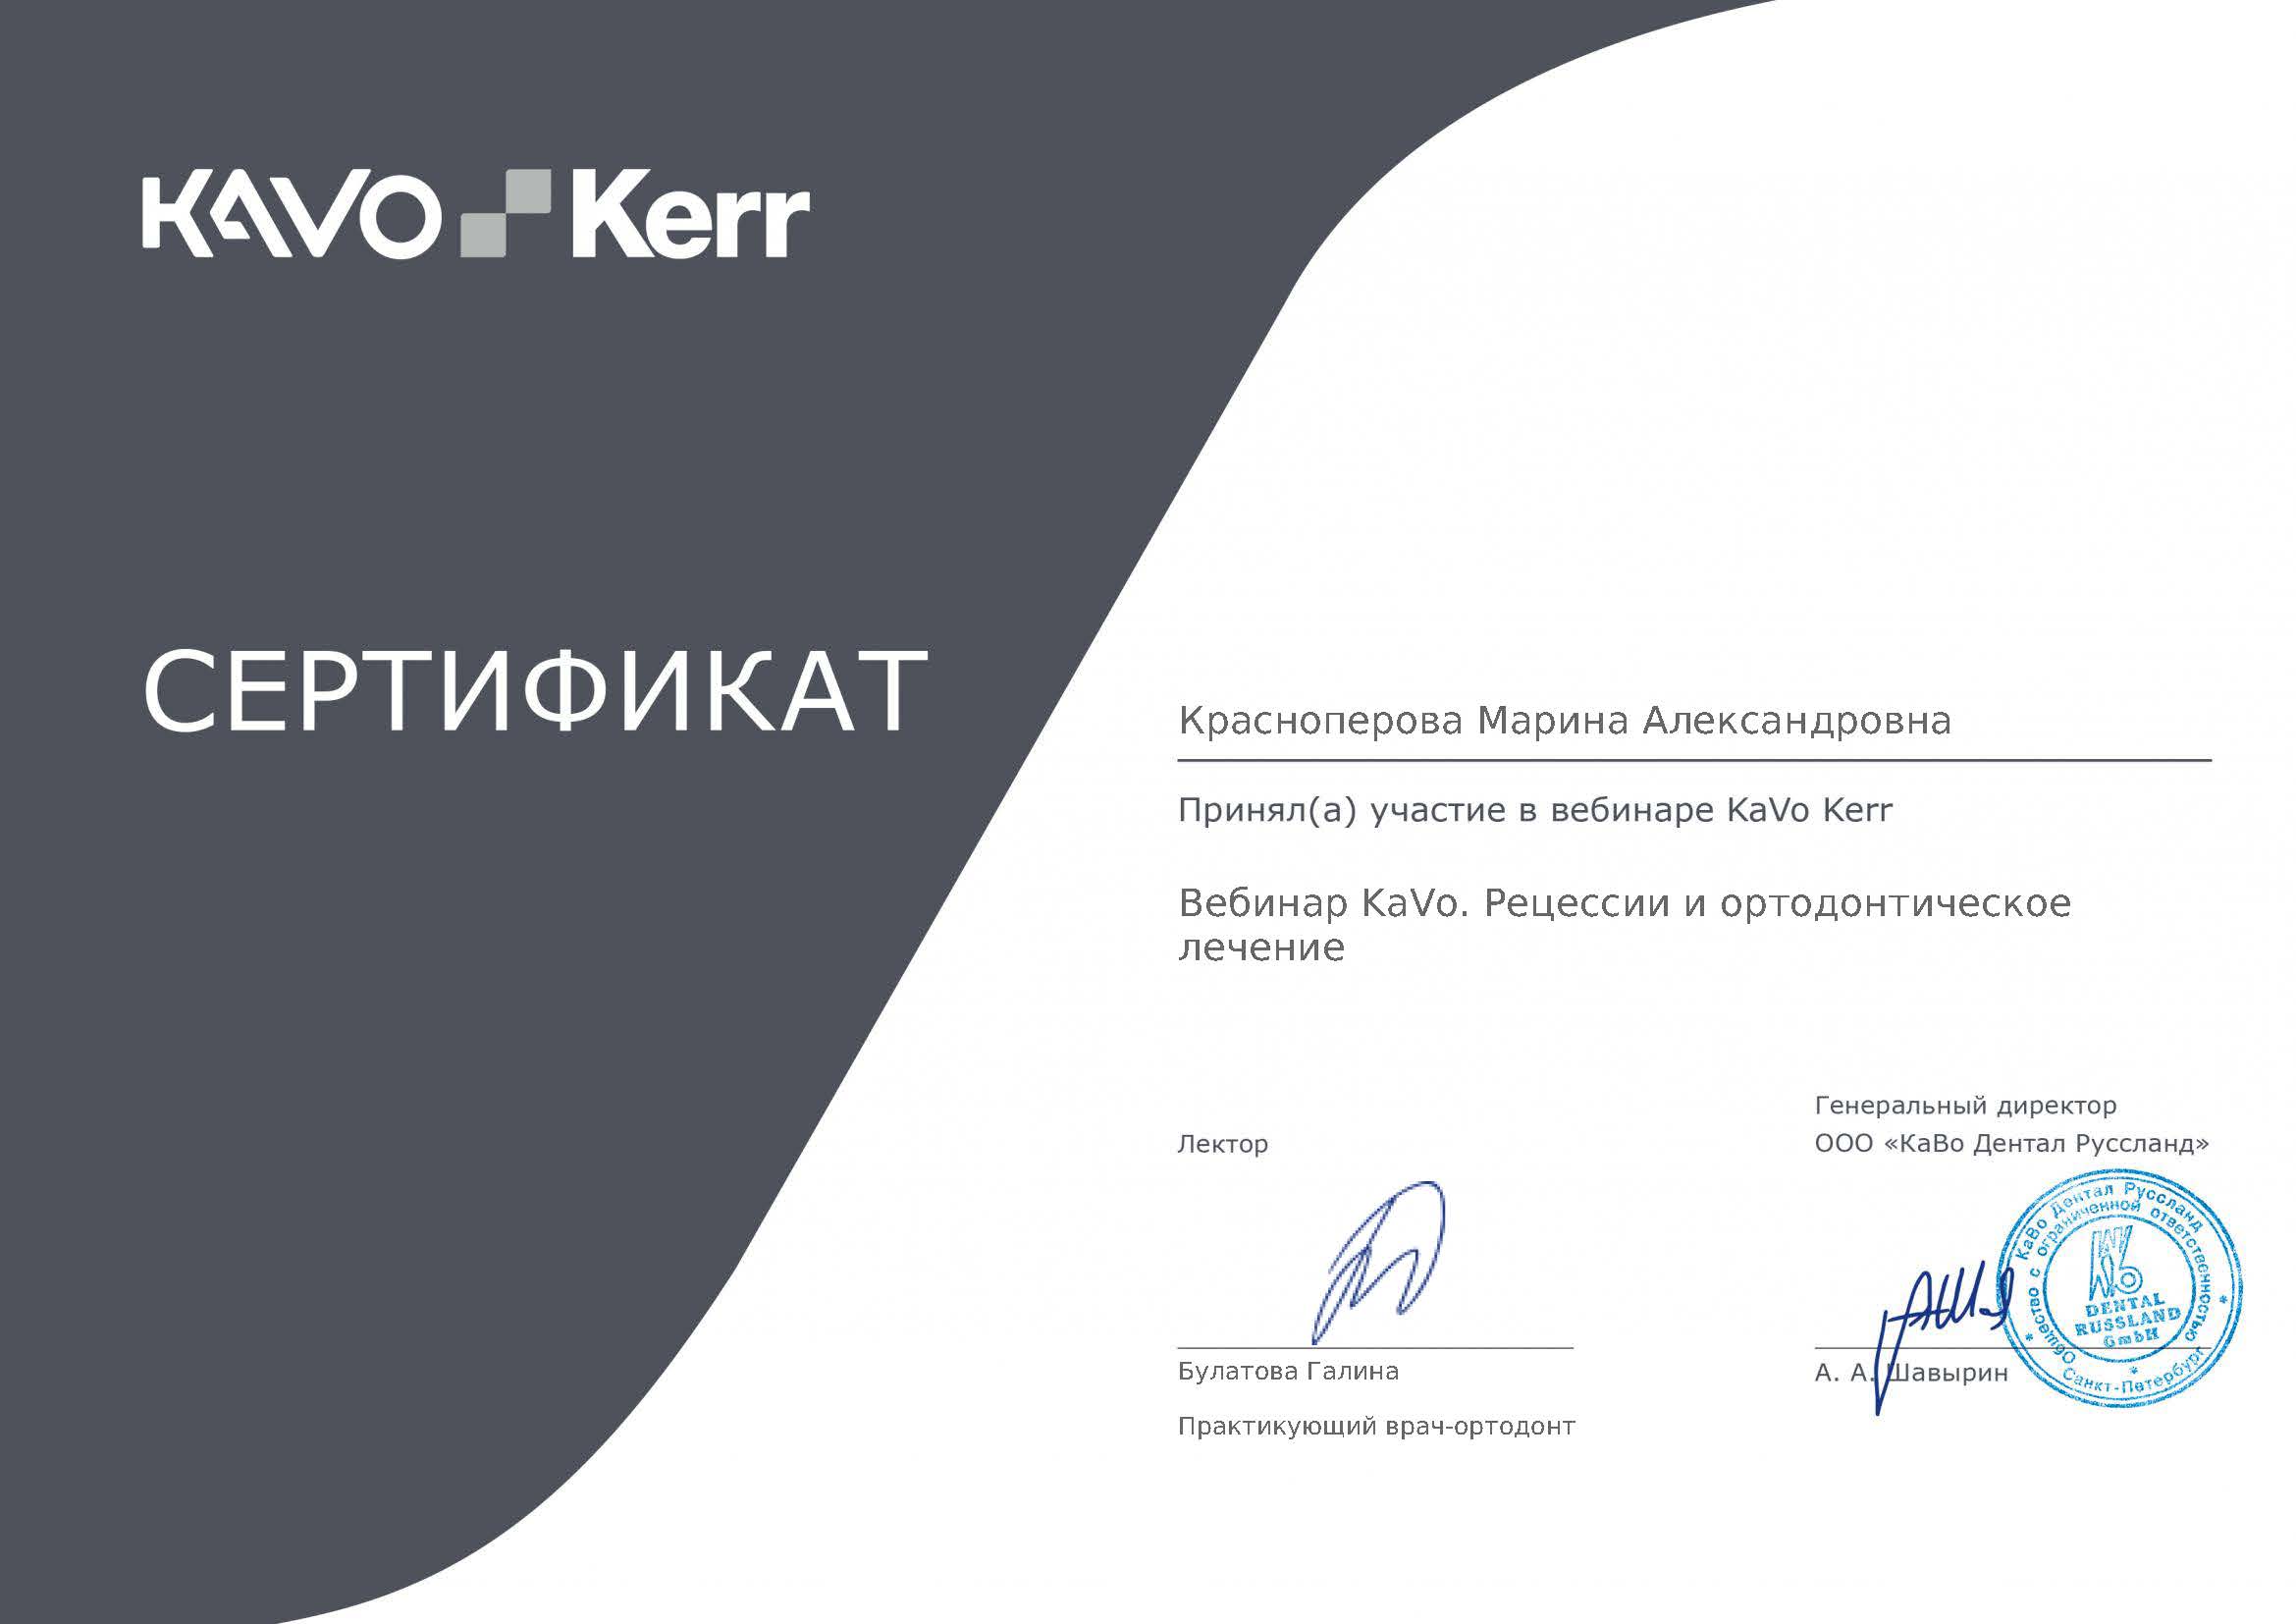 KAVO Kerr
СЕРТИФИКАТ
Красноперова Марина Александровна
Принял(а) участие в вебинаре KaVo Kerr
Вебинар KaVo. Рецессии и ортодонтическое
лечение
Лектор
Булатова Галина
Практикующий врач-ортодонт
Генеральный директор
ООО «КаВо Дентал Руссланд»
А. А. Шавырин
КаВо Дентал Руссланд
Общество с ограниченной ответственностью
KaVo
DENTAL
RUSSLAND
GmbH
* Санкт-Петербург *